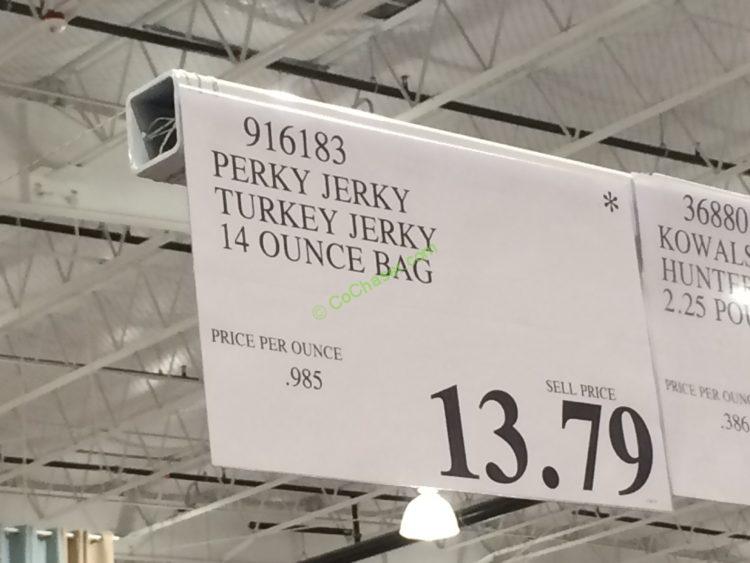 916183
PERKY JERKY
TURKEY JERKY
14 OUNCE BAG
*
© CoChaser.com
PRICE PER OUNCE
.985
SELL PRICE
13.79
36880
HUNTE
2.25 POU
PRICE PER OUN
.386
KOWALS